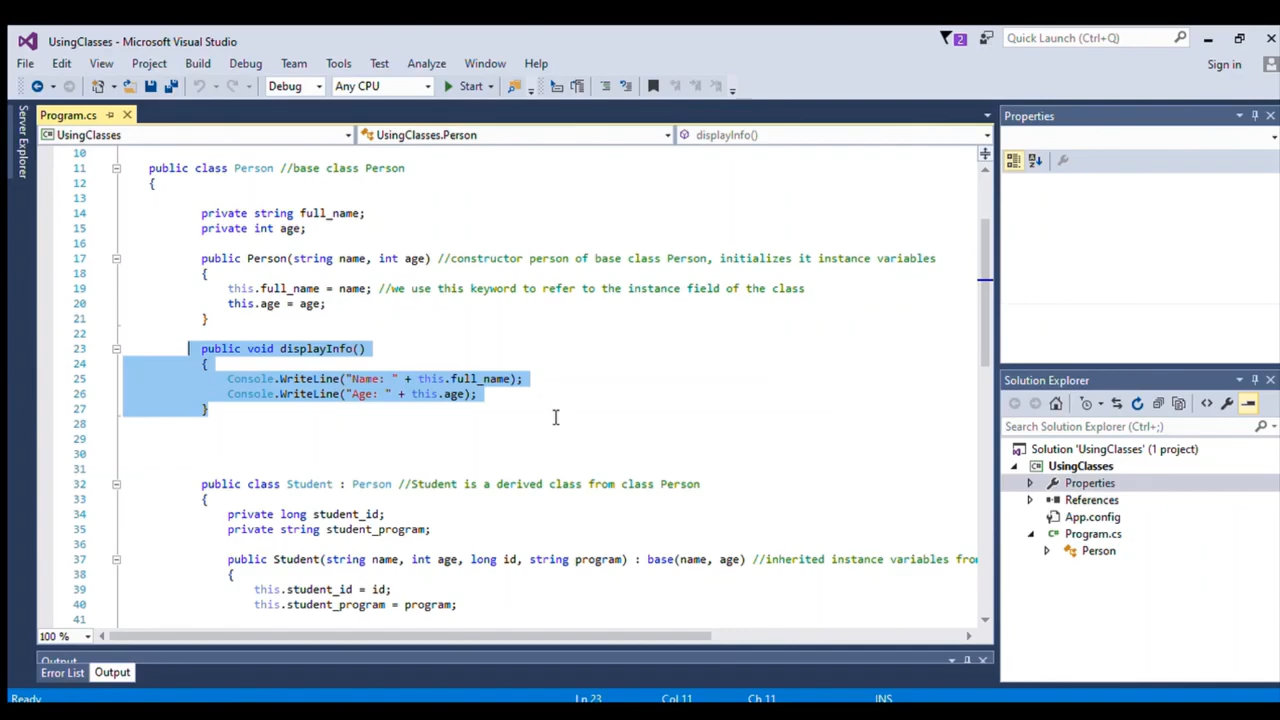 UsingClasses - Microsoft Visual Studio
2
Quick Launch (Ctrl+Q)
File Edit View Project Build Debug Team Tools Test Analyze Window Help
Sign in
Debug Any CPU Start
Server Explorer
Program.cs
UsingClasses UsingClasses.Person displayInfo()
10
11 public class Person //base class Person
12 {
13
14 private string full_name;
15 private int age;
16
17 public Person(string name, int age) //constructor person of base class Person, initializes it instance variables
18 {
19 this.full_name = name; //we use this keyword to refer to the instance field of the class
20 this.age = age;
21 }
22
23 public void displayInfo()
24 {
25 Console.WriteLine("Name: " + this.full_name);
26 Console.WriteLine("Age: " + this.age);
27 }
28
29
30
31
32 public class Student : Person //Student is a derived class from class Person
33 {
34 private long student_id;
35 private string student_program;
36
37 public Student(string name, int age, long id, string program) : base(name, age) //inherited instance variables from
38 {
39 this.student_id = id;
40 this.student_program = program;
41
100 %
Output
Error List Output
Ready Ln 23 Col 11 Ch 11 INS
Properties
Solution Explorer
Search Solution Explorer (Ctrl+;)
Solution 'UsingClasses' (1 project)
UsingClasses
Properties
References
App.config
Program.cs
Person